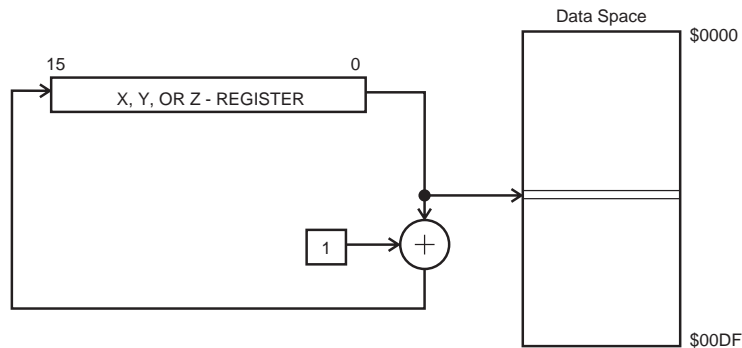 Data Space
$0000
15 0
X, Y, OR Z - REGISTER
1
+
$00DF